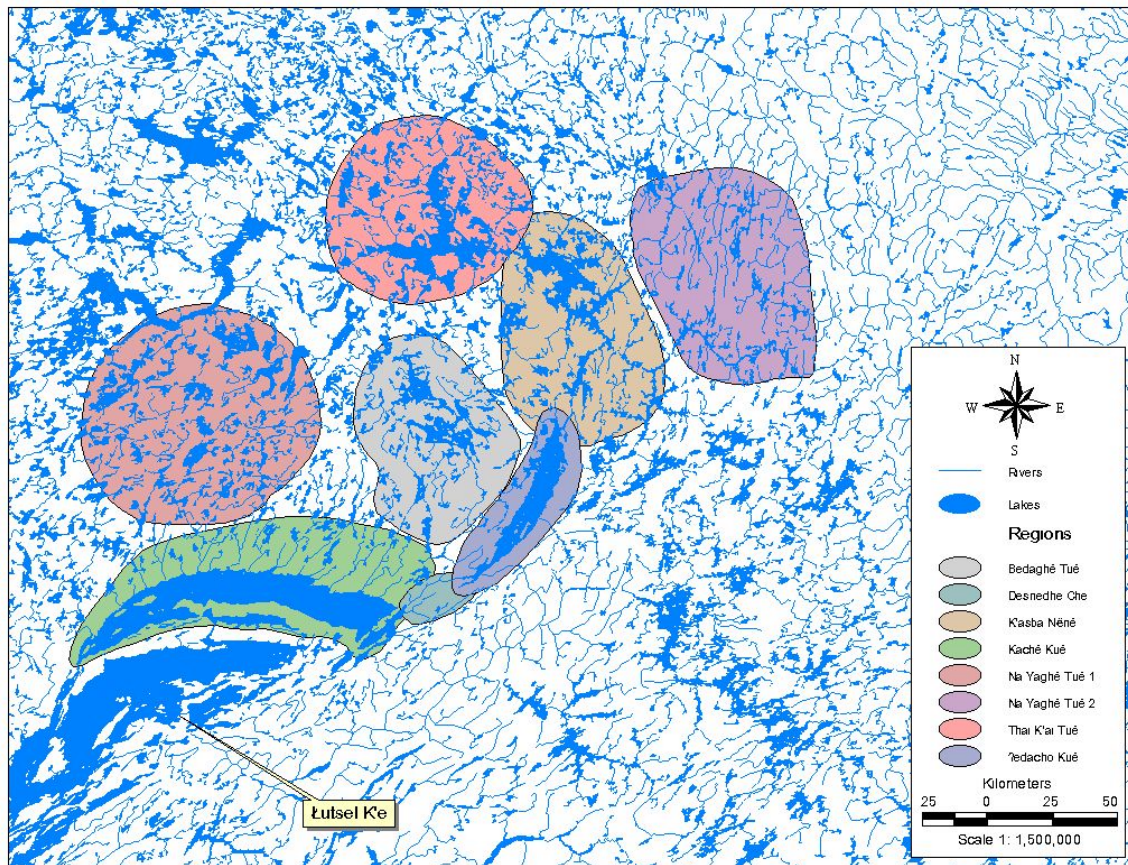 N
W E
S
Rivers
Lakes
Regions
Bedaghé Tué
Desnedhe Che
K'asba Nëné
Kaché Kué
Na Yaghé Tué 1
Na Yaghé Tué 2
Thai K'ai Tué
ʔedacho Kué
Kilometers
25 0 25 50
Scale 1: 1,500,000
Łutsel K'e